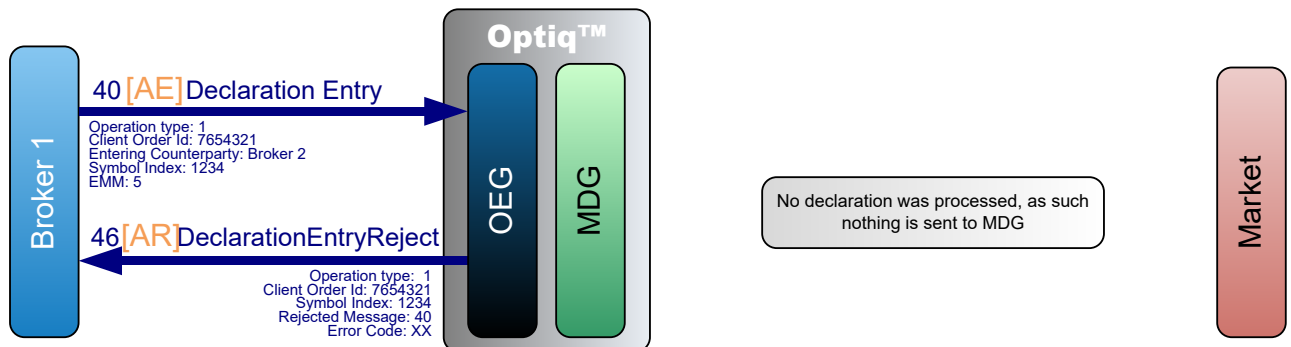 Optiq™
40 [AE] Declaration Entry
Operation type: 1
Client Order Id: 7654321
Entering Counterparty: Broker 2
Symbol Index: 1234
EMM: 5
Broker 1
OEG
MDG
No declaration was processed, as such
nothing is sent to MDG
Market
46[AR]DeclarationEntryReject
Operation type:  1
Client Order Id: 7654321
Symbol Index: 1234
Rejected Message: 40
Error Code: XX